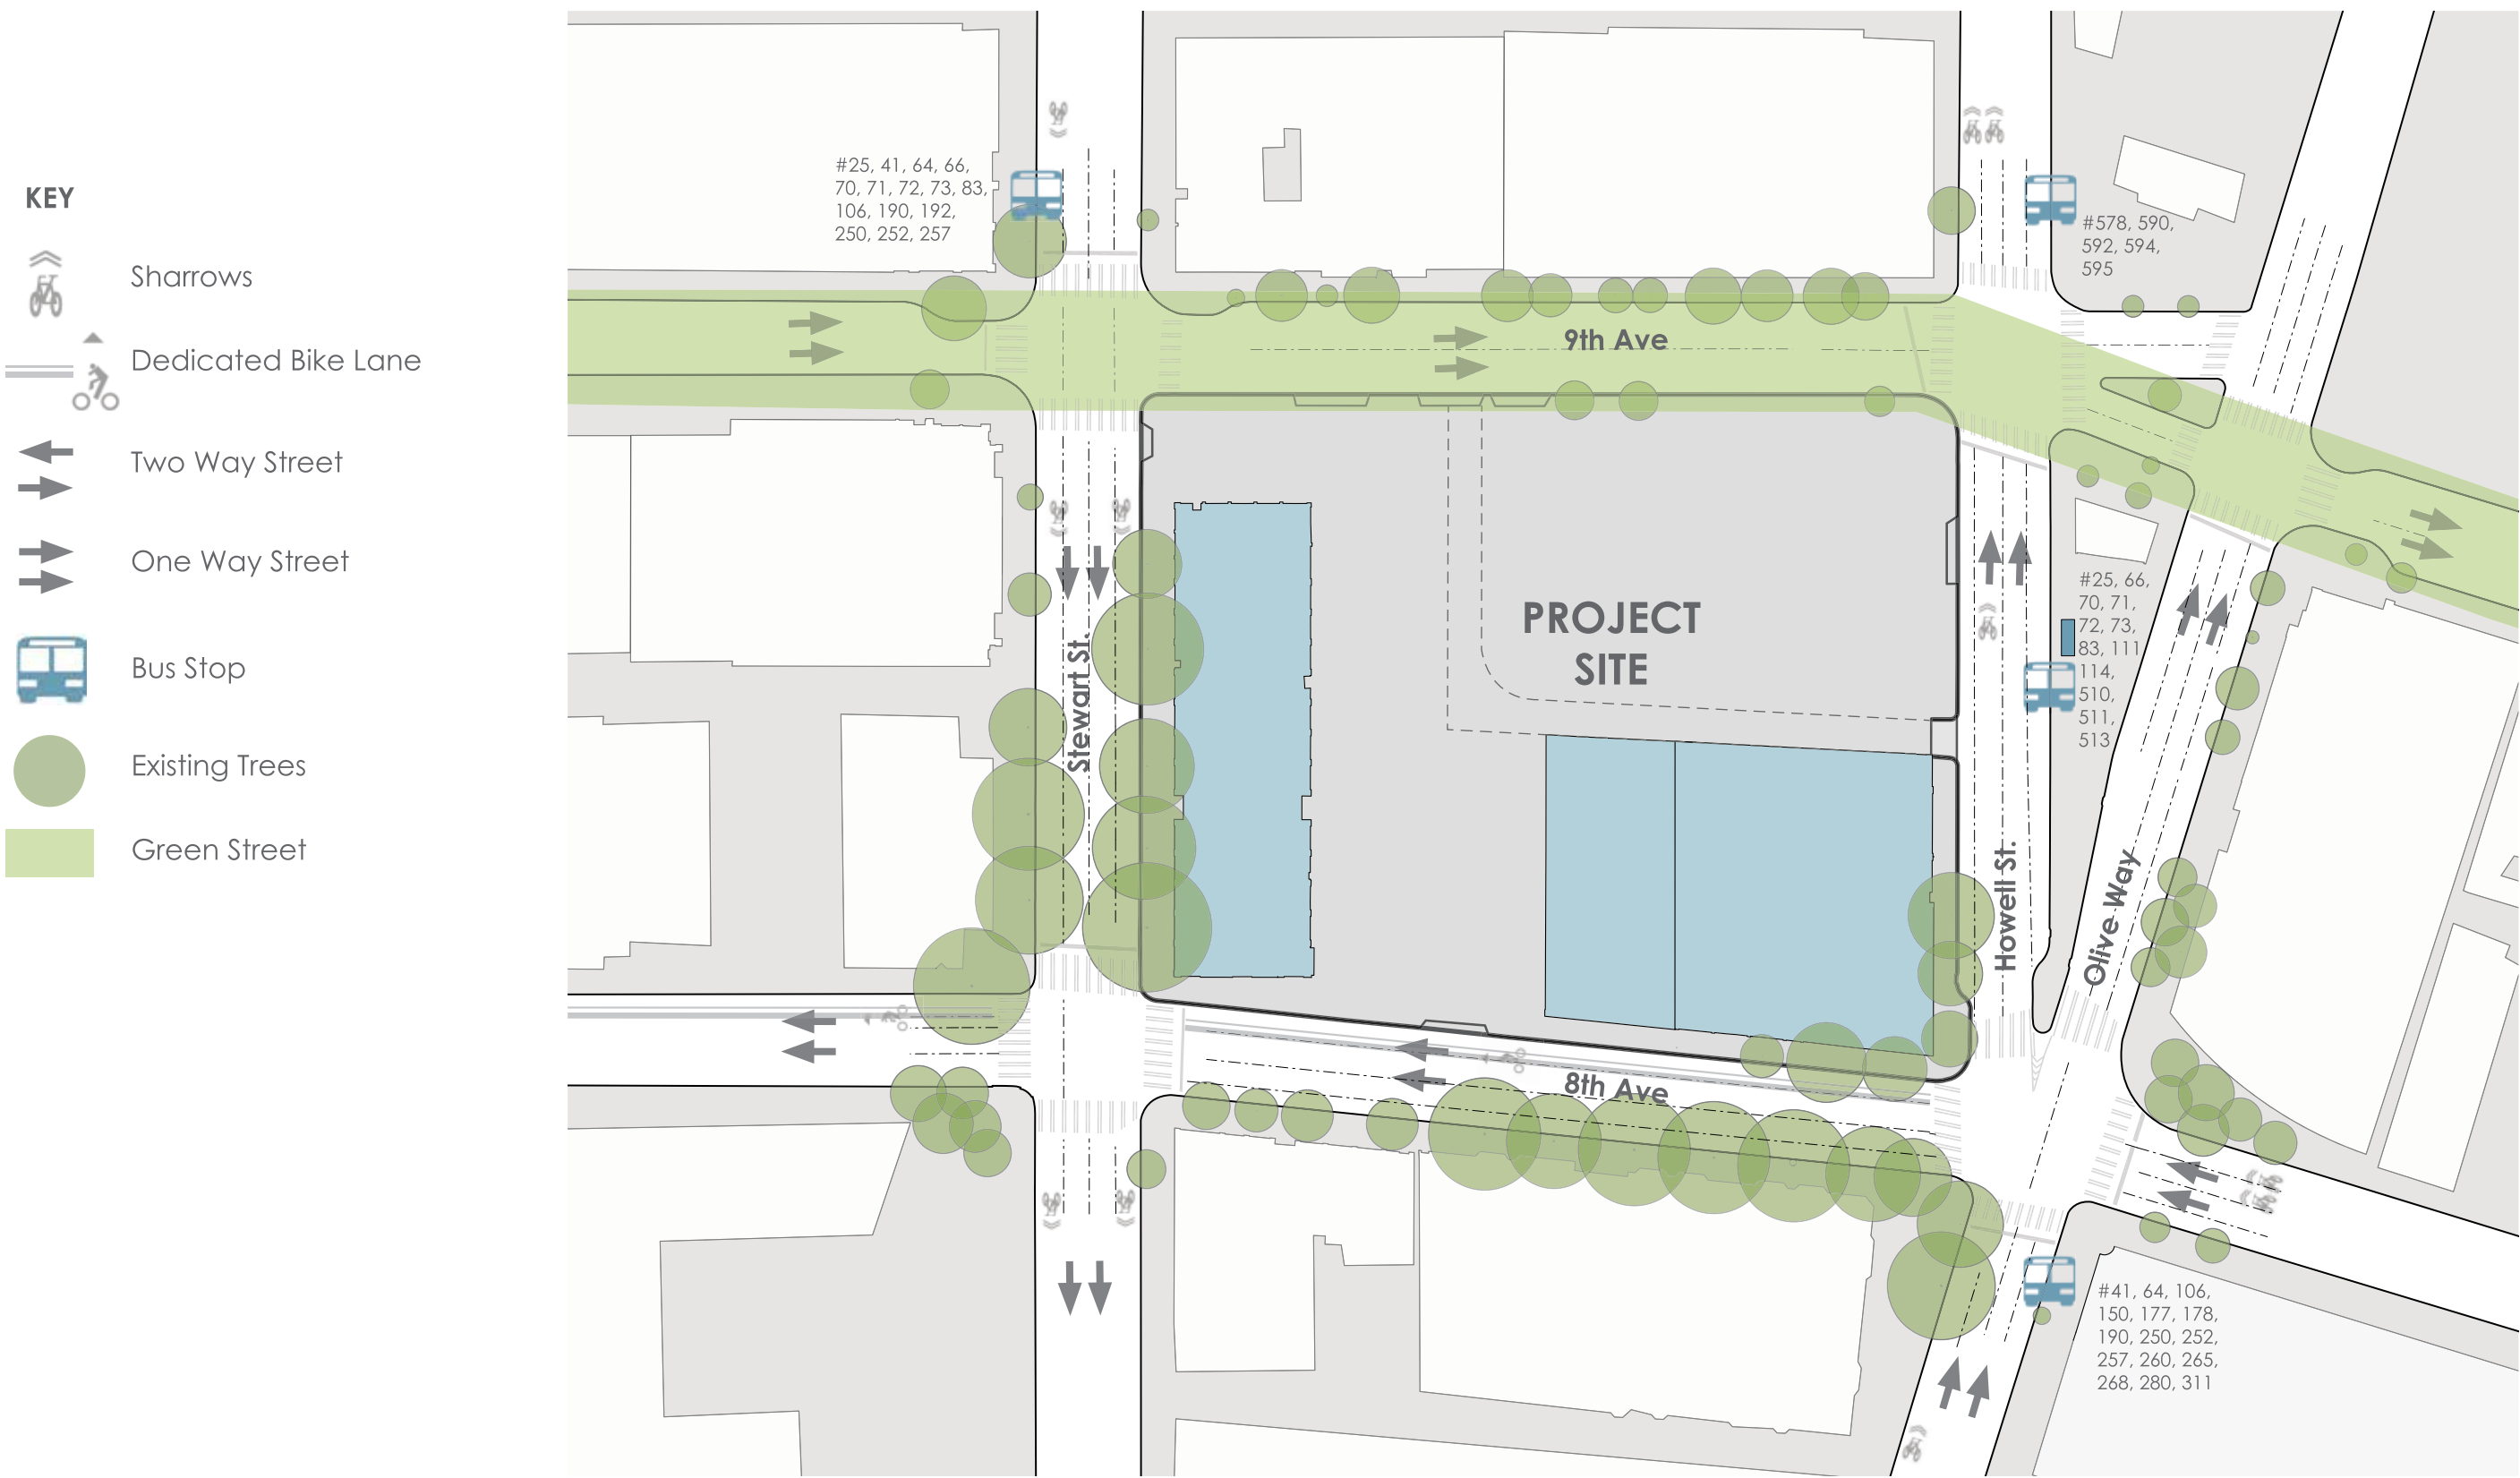 KEY
Sharrows
Dedicated Bike Lane
Two Way Street
One Way Street
Bus Stop
Existing Trees
Green Street
#25, 41, 64, 66,
70, 71, 72, 73, 83,
106, 190, 192,
250, 252, 257
#578, 590,
592, 594,
595
9th Ave
PROJECT
SITE
#25, 66,
70, 71,
72, 73,
83, 111
114,
510,
511,
513
Stewart St.
Howell St.
Olive Way
8th Ave
#41, 64, 106,
150, 177, 178,
190, 250, 252,
257, 260, 265,
268, 280, 311